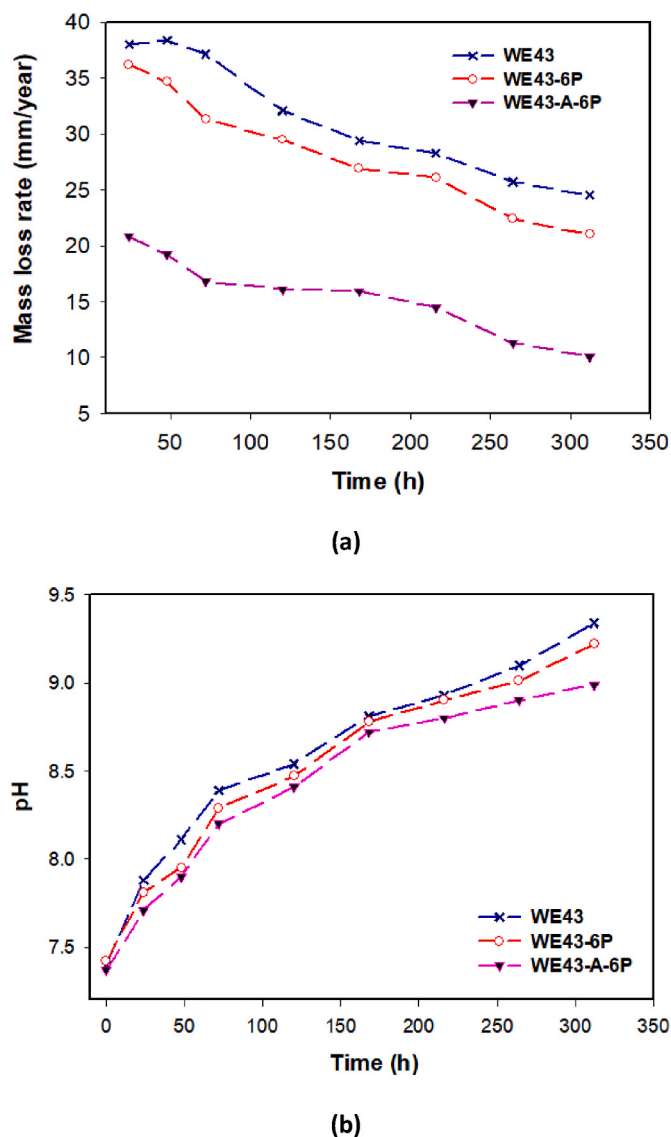 40
35
30
25
20
15
10
5
Mass loss rate (mm/year)
WE43
WE43-6P
WE43-A-6P
50 100 150 200 250 300 350
Time (h)
(a)
9.5
9.0
8.5
8.0
7.5
pH
WE43
WE43-6P
WE43-A-6P
0 50 100 150 200 250 300 350
Time (h)
(b)